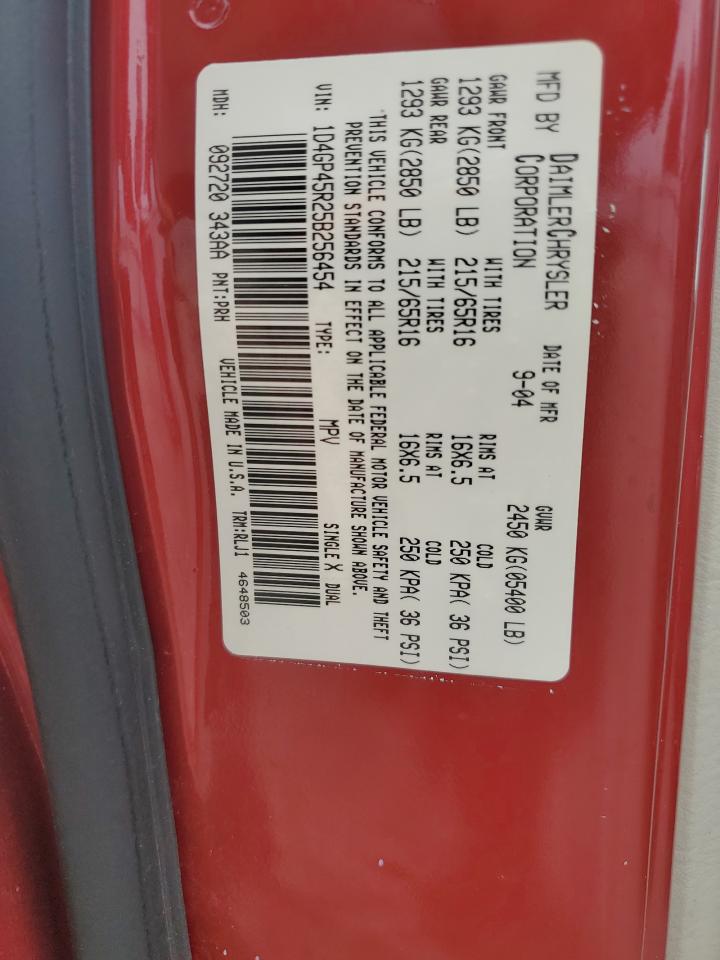 MFD BY DAIMLERCHRYSLER CORPORATION DATE OF MFR 9-04 GVWR 2450 KG(05400 LB)
GAWR FRONT WITH TIRES RIMS AT COLD
1293 KG(2850 LB) 215/65R16 16X6.5 250 KPA( 36 PSI)
GAWR REAR WITH TIRES RIMS AT COLD
1293 KG(2850 LB) 215/65R16 16X6.5 250 KPA( 36 PSI)
THIS VEHICLE CONFORMS TO ALL APPLICABLE FEDERAL MOTOR VEHICLE SAFETY AND THEFT
PREVENTION STANDARDS IN EFFECT ON THE DATE OF MANUFACTURE SHOWN ABOVE.
VIN: 1D4GP45R25B256454 TYPE: MPV SINGLE X DUAL
MDH: 092720 343AA PNT:PRH VEHICLE MADE IN U.S.A. TRM:RLJ1 4648503